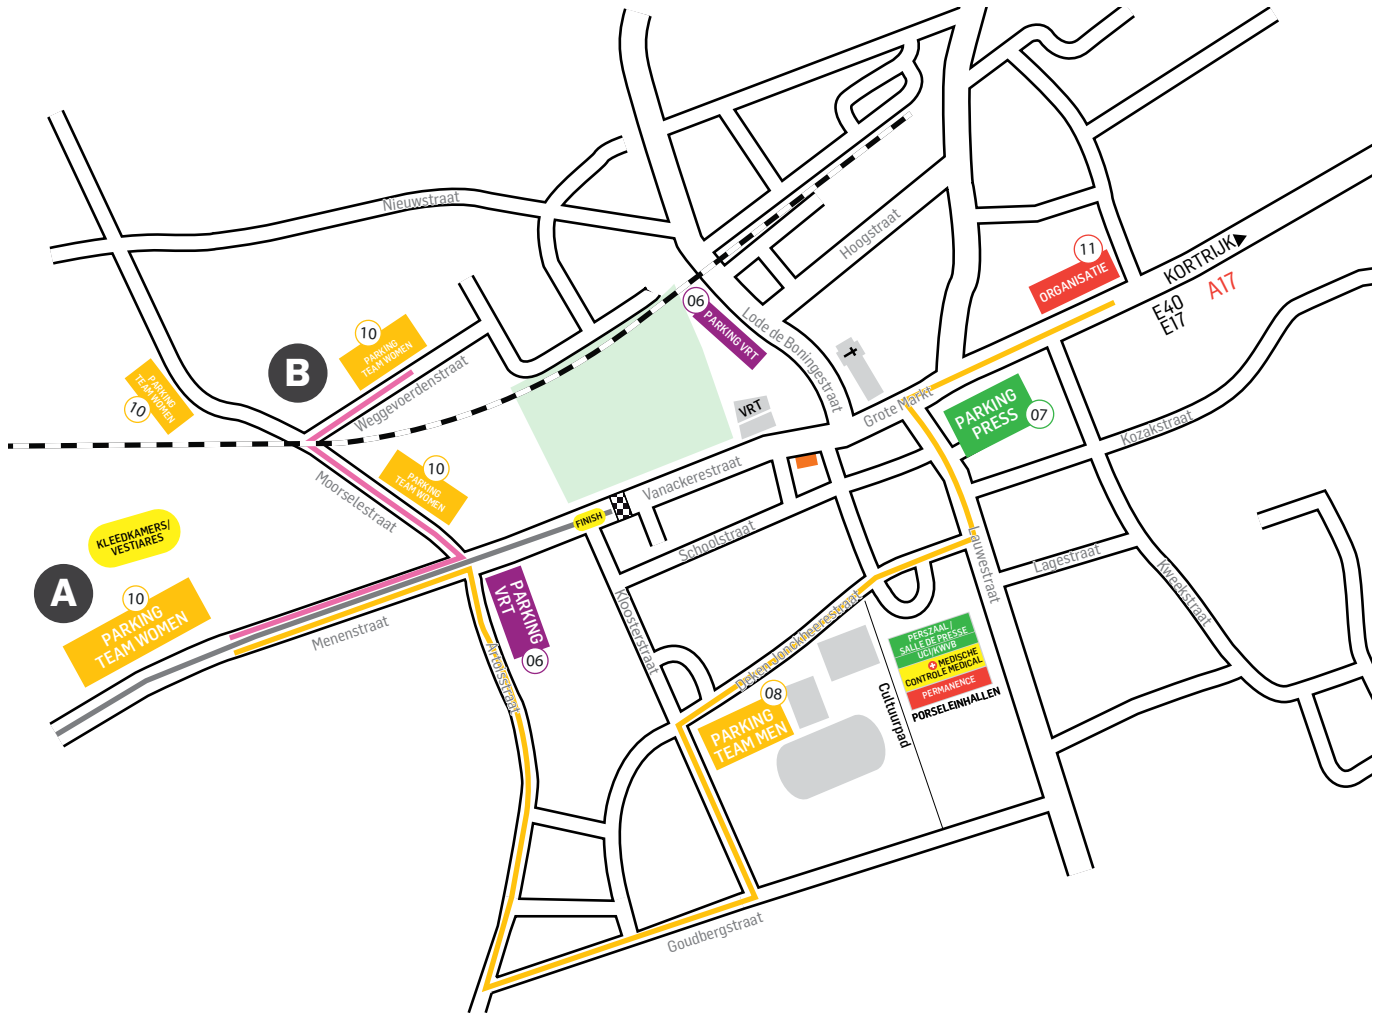 Nieuwstraat
Hoogstraat
11
ORGANISATIE
KORTRIJK
A17
E40
E17
06
PARKING VRT
Lode de Boningestraat
10
PARKING
TEAM WOMEN
B
Weggevoerdenstraat
PARKING
TEAM WOMEN
10
VRT
Grote Markt
PARKING
PRESS
07
Kozakstraat
10
PARKING
TEAM WOMEN
Moorselestraat
Vanackerestraat
FINISH
Schoolstraat
KLEEDKAMERS/
VESTIARES
A
10
PARKING
TEAM WOMEN
Menenstraat
PARKING
VRT
06
Artoisstraat
Kloosterstraat
Lauwestraat
Lagestraat
Kweekstraat
Deken Jonckheerestraat
PERSZAAL /
SALLE DE PRESSE
UCI/KWVB
MEDISCHE
CONTROLE MEDICAL
PERMANENCE
PORSELEINHALLEN
Cultuurpad
08
PARKING
TEAM MEN
Goudbergstraat